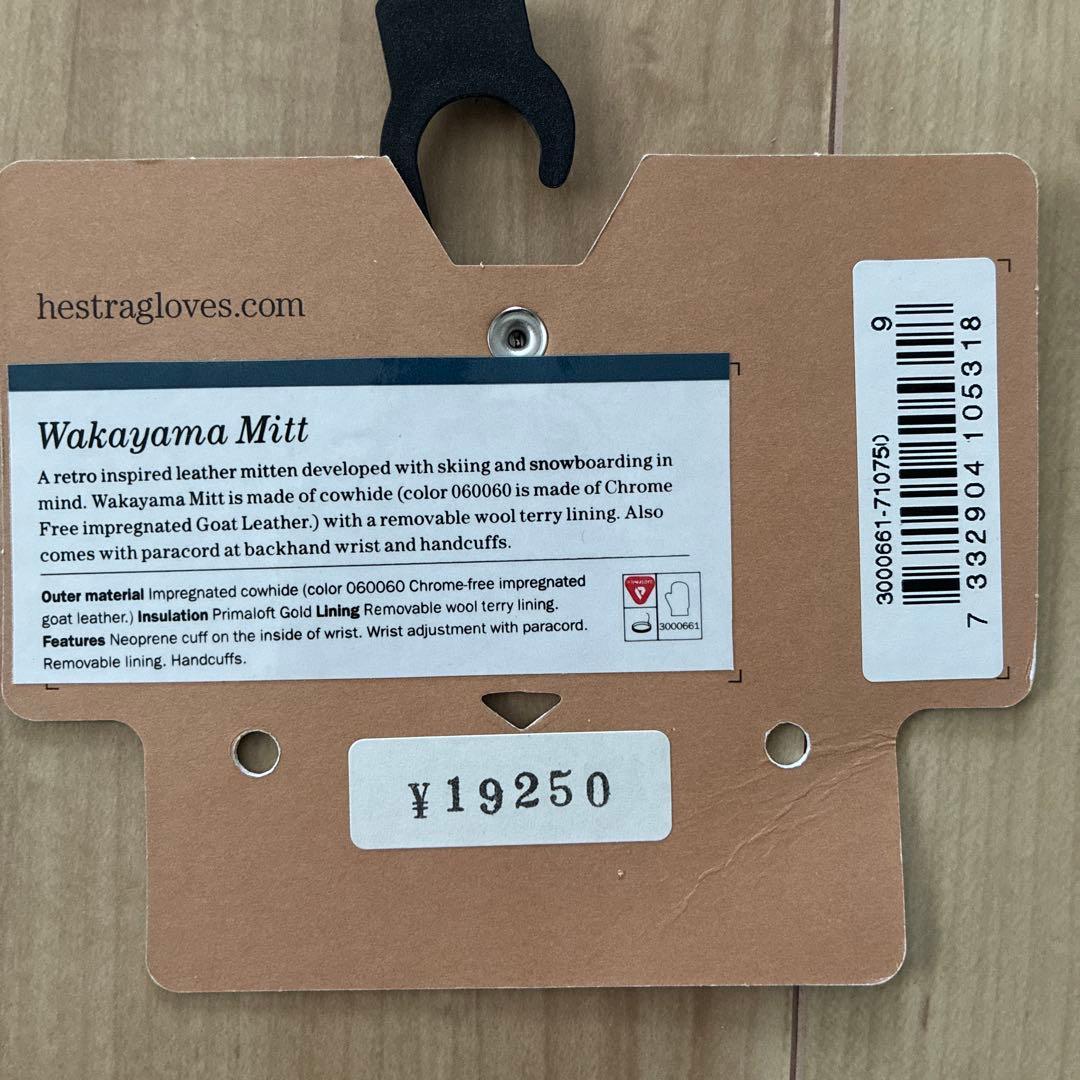 hestragloves.com
Wakayama Mitt
A retro inspired leather mitten developed with skiing and snowboarding in
mind. Wakayama Mitt is made of cowhide (color 060060 is made of Chrome
Free impregnated Goat Leather.) with a removable wool terry lining. Also
comes with paracord at backhand wrist and handcuffs.
Outer material Impregnated cowhide (color 060060 Chrome-free impregnated
goat leather.) Insulation Primaloft Gold Lining Removable wool terry lining.
Features Neoprene cuff on the inside of wrist. Wrist adjustment with paracord.
Removable lining. Handcuffs.
3000661
¥19250
3000661-710750
9
7 332904 105318